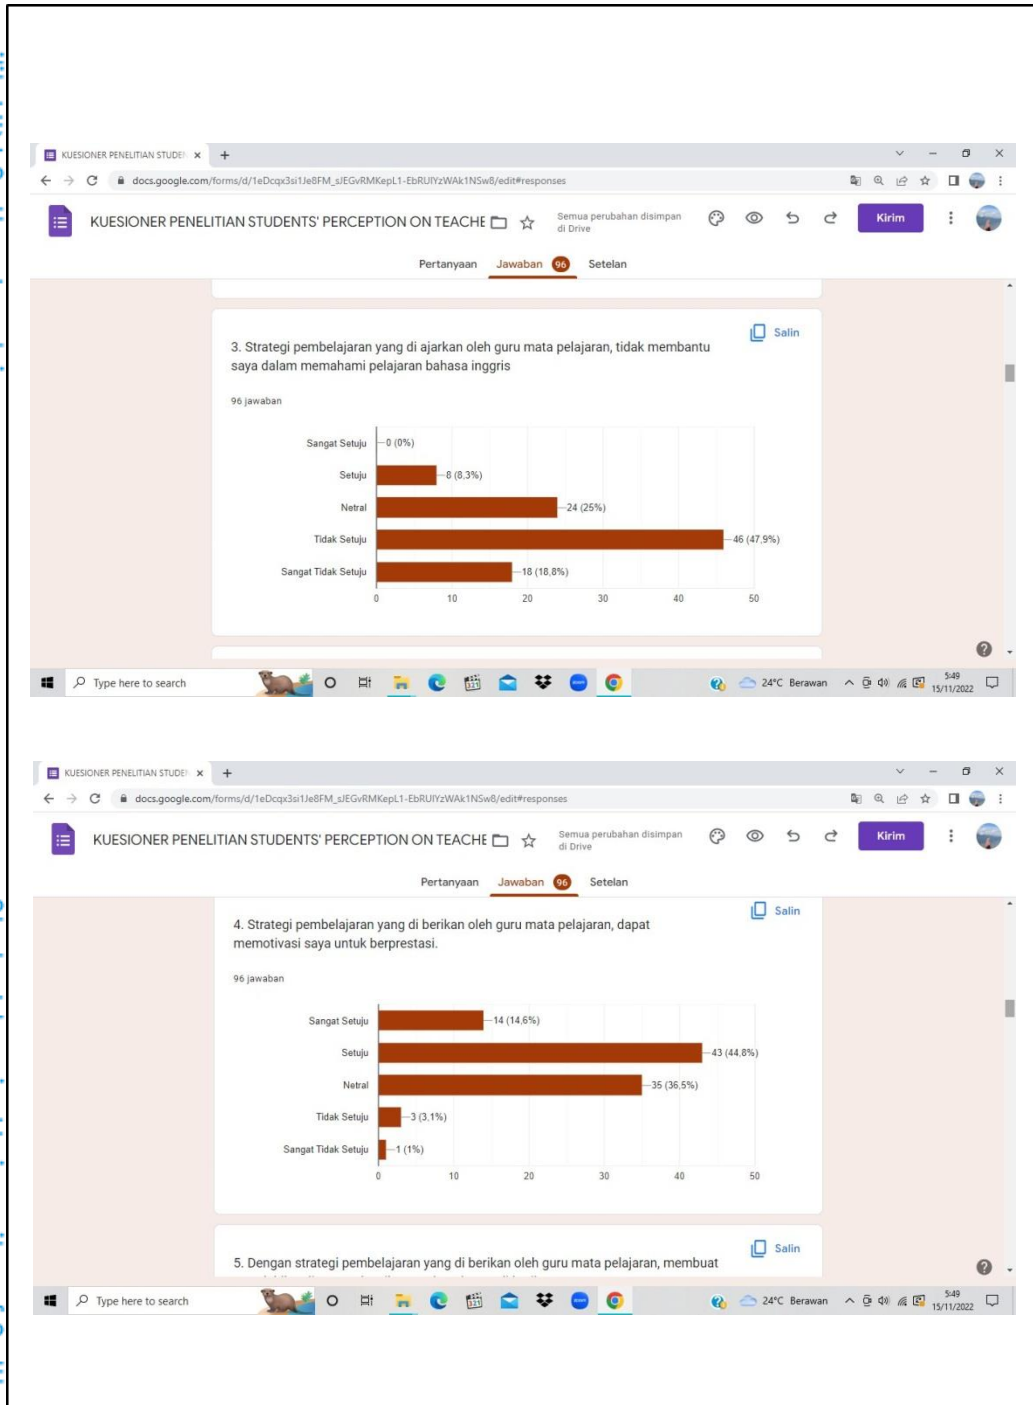 KUESIONER PENELITIAN STUDEN
docs.google.com/forms/d/1eDcqx3si1Je8FM_sJEGvRMKepL1-EbRUIYzWAk1NSw8/edit#responses
KUESIONER PENELITIAN STUDENTS' PERCEPTION ON TEACHE
Semua perubahan disimpan
di Drive
Kirim
Pertanyaan Jawaban 96 Setelan
Salin
3. Strategi pembelajaran yang di ajarkan oleh guru mata pelajaran, tidak membantu
saya dalam memahami pelajaran bahasa inggris
96 jawaban
Sangat Setuju 0 (0%)
Setuju 8 (8,3%)
Netral 24 (25%)
Tidak Setuju 46 (47,9%)
Sangat Tidak Setuju 18 (18,8%)
0 10 20 30 40 50
Type here to search
24°C Berawan
5:49
15/11/2022
KUESIONER PENELITIAN STUDEN
docs.google.com/forms/d/1eDcqx3si1Je8FM_sJEGvRMKepL1-EbRUIYzWAk1NSw8/edit#responses
KUESIONER PENELITIAN STUDENTS' PERCEPTION ON TEACHE
Semua perubahan disimpan
di Drive
Kirim
Pertanyaan Jawaban 96 Setelan
Salin
4. Strategi pembelajaran yang di berikan oleh guru mata pelajaran, dapat
memotivasi saya untuk berprestasi.
96 jawaban
Sangat Setuju 14 (14,6%)
Setuju 43 (44,8%)
Netral 35 (36,5%)
Tidak Setuju 3 (3,1%)
Sangat Tidak Setuju 1 (1%)
0 10 20 30 40 50
Salin
5. Dengan strategi pembelajaran yang di berikan oleh guru mata pelajaran, membuat
Type here to search
24°C Berawan
5:49
15/11/2022